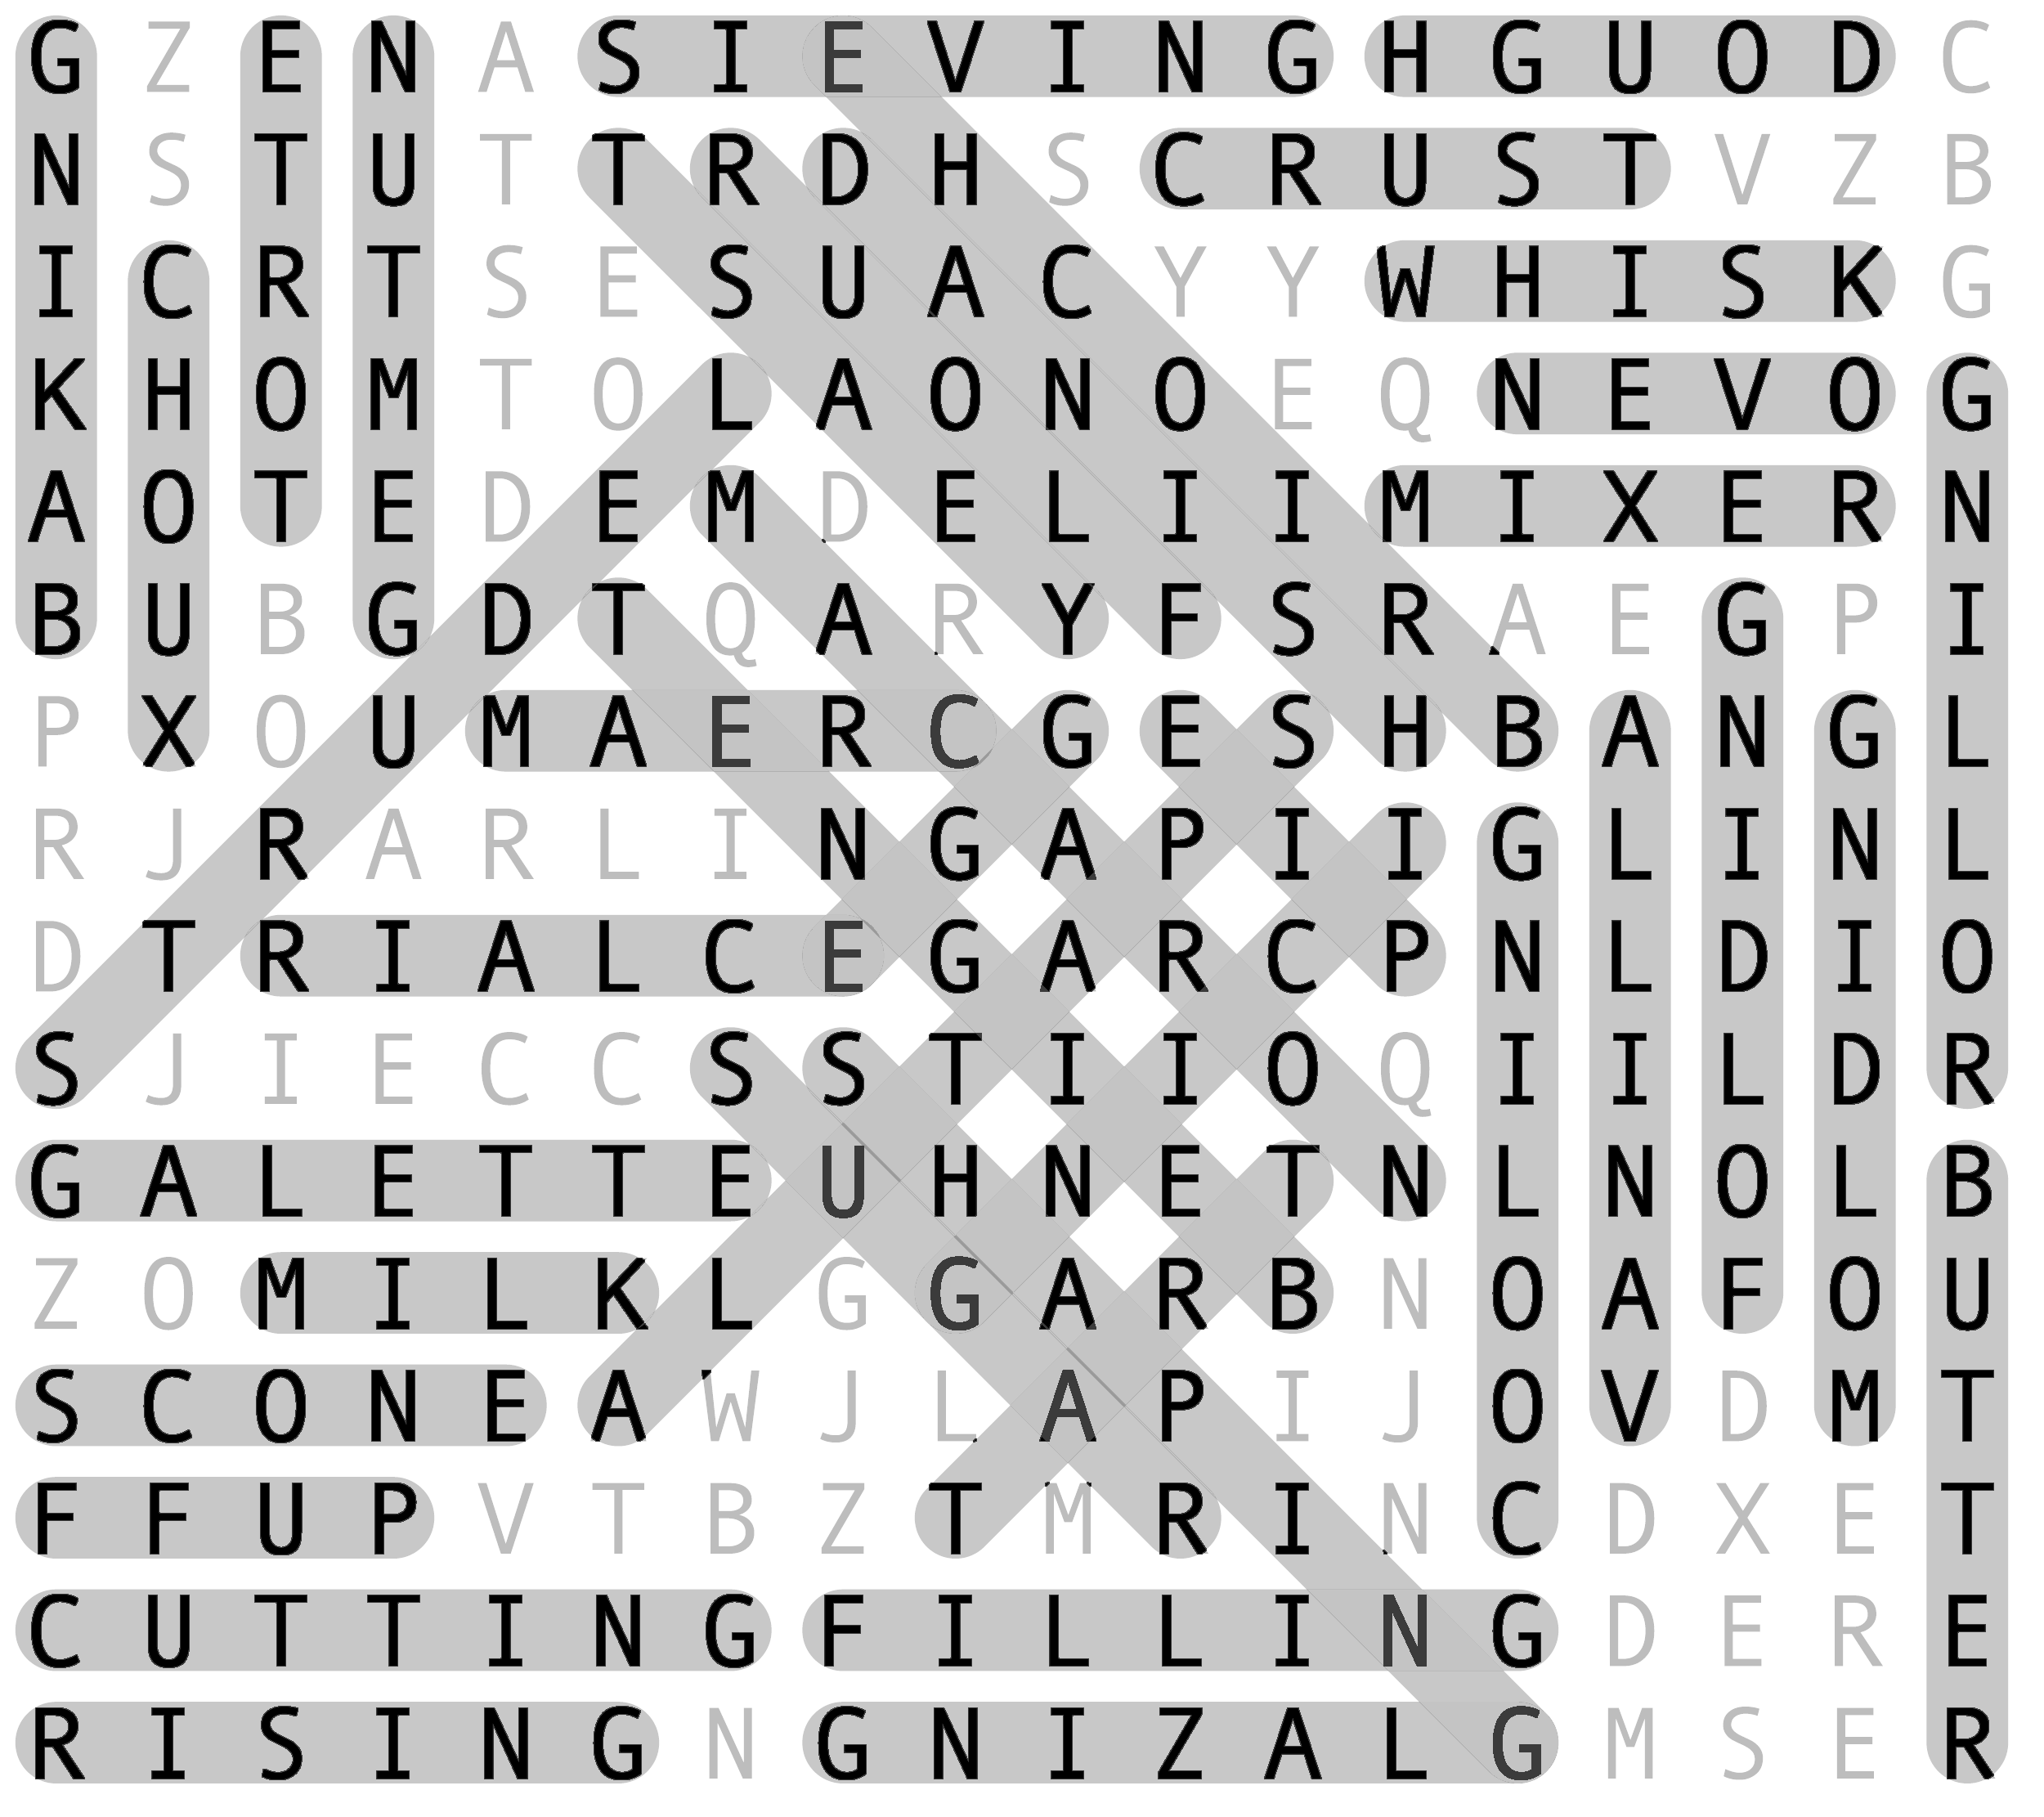 G Z E N A S I E V I N G H G U O D C
N S T U T T R D H S C R U S T V Z B
I C R T S E S U A C Y Y W H I S K G
K H O M T O L A O N O E Q N E V O G
A O T E D E M D E L I I M I X E R N
B U B G D T Q A R Y F S R A E G P I
P X O U M A E R C G E S H B A N G L
R J R A R L I N G A P I I G L I N L
D T R I A L C E G A R C P N L D I O
S J I E C C S S T I I O Q I I L D R
G A L E T T E U H N E T N L N O L B
Z O M I L K L G G A R B N O A F O U
S C O N E A W J L A P I J O V D M T
F F U P V T B Z T M R I N C D X E T
C U T T I N G F I L L I N G D E R E
R I S I N G N G N I Z A L G M S E R